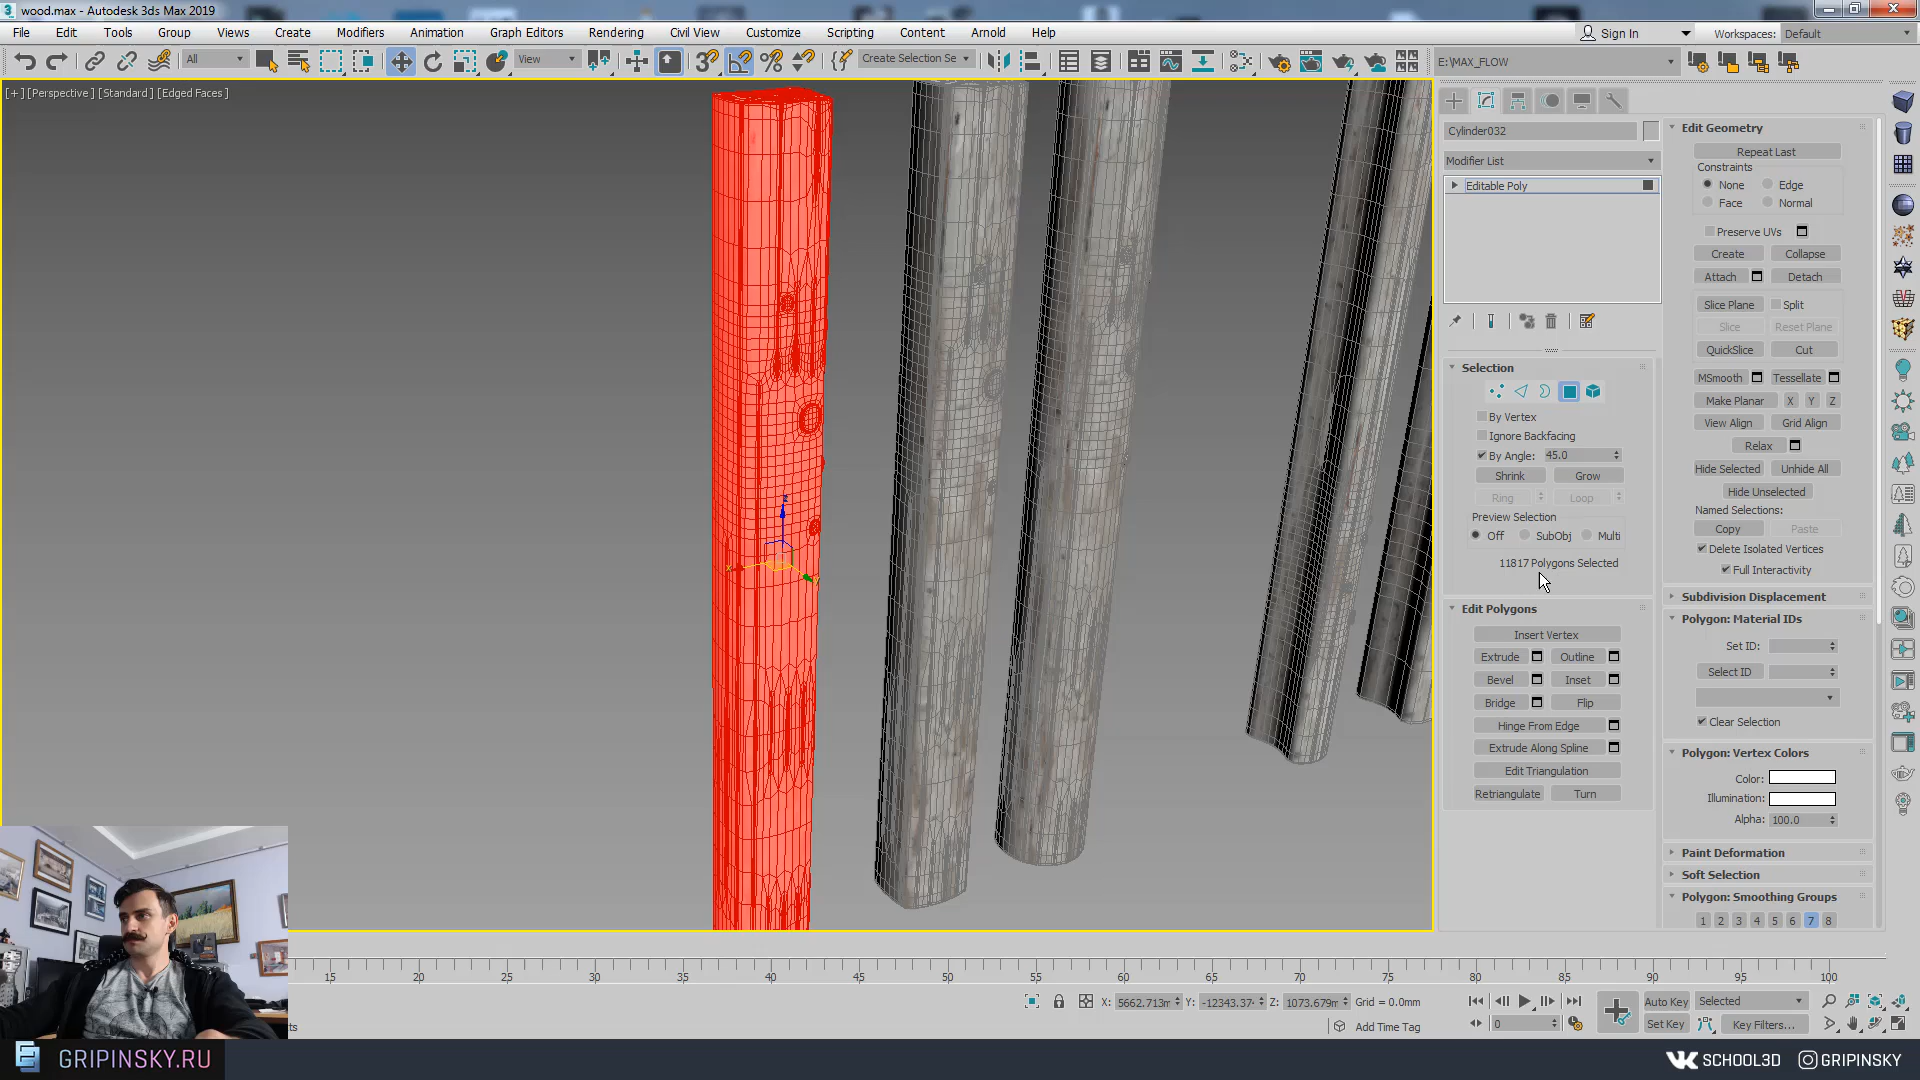 wood.max - Autodesk 3ds Max 2019
File Edit Tools Group Views Create Modifiers Animation Graph Editors Rendering Civil View Customize Scripting Content Arnold Help
Sign In Workspaces: Default
All View Create Selection Se E:\MAX_FLOW
[+] [Perspective ] [Standard ] [Edged Faces ]
Cylinder032
Modifier List
Editable Poly
Selection
By Vertex
Ignore Backfacing
By Angle: 45.0
Shrink Grow
Ring Loop
Preview Selection
Off SubObj Multi
11817 Polygons Selected
Edit Polygons
Insert Vertex
Extrude Outline
Bevel Inset
Bridge Flip
Hinge From Edge
Extrude Along Spline
Edit Triangulation
Retriangulate Turn
Edit Geometry
Repeat Last
Constraints
None Edge
Face Normal
Preserve UVs
Create Collapse
Attach Detach
Slice Plane Split
Slice Reset Plane
QuickSlice Cut
MSmooth Tessellate
Make Planar X Y Z
View Align Grid Align
Relax
Hide Selected Unhide All
Hide Unselected
Named Selections:
Copy Paste
Delete Isolated Vertices
Full Interactivity
Subdivision Displacement
Polygon: Material IDs
Set ID:
Select ID
Clear Selection
Polygon: Vertex Colors
Color:
Illumination:
Alpha: 100.0
Paint Deformation
Soft Selection
Polygon: Smoothing Groups
1 2 3 4 5 6 7 8
15 20 25 30 35 40 45 50 55 60 65 70 75 80 85 90 95 100
X: 5662.713m Y: -12343.374 Z: 1073.679m Grid = 0.0mm
Auto Key Selected
ts
Add Time Tag
0
Set Key Key Filters...
GRIPINSKY.RU
SCHOOL3D GRIPINSKY